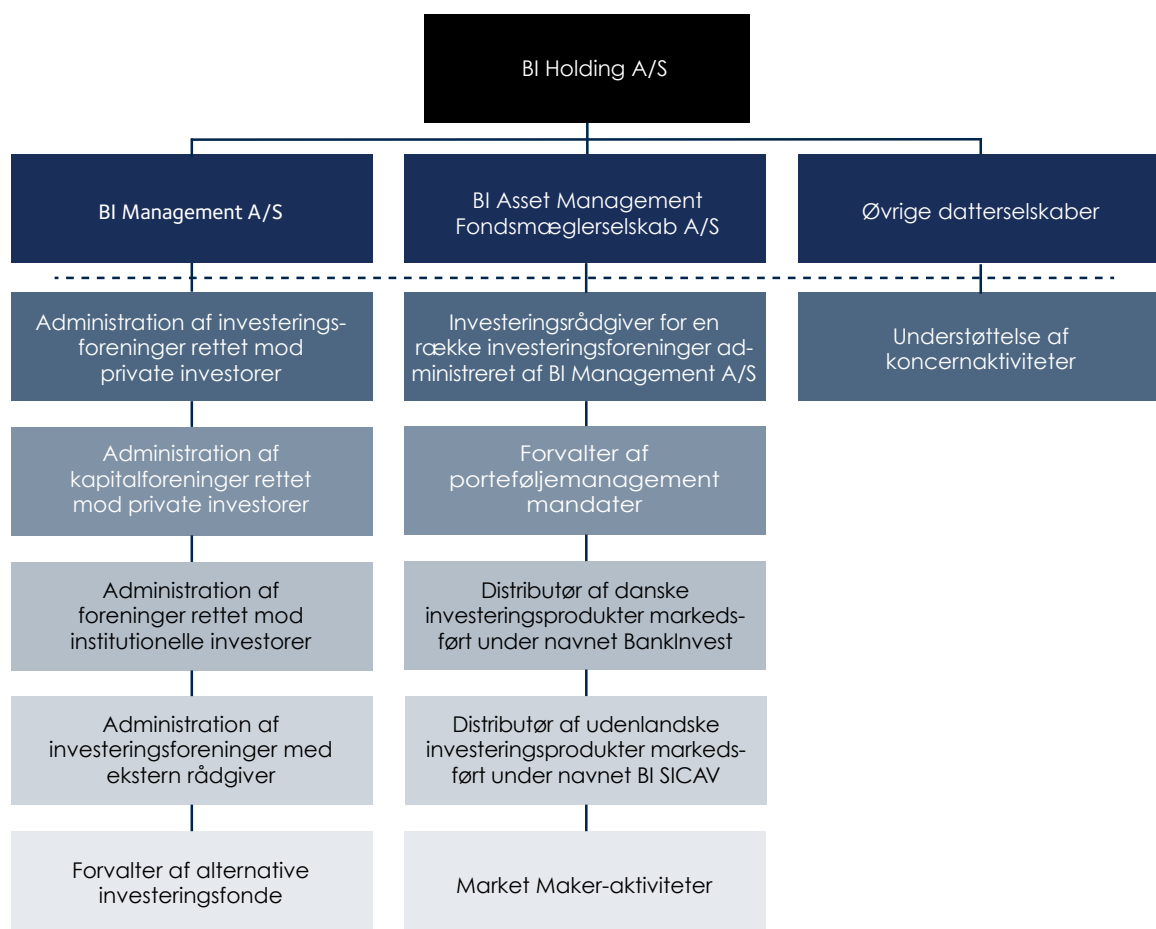 BI Holding A/S
BI Management A/S
BI Asset Management
Fondsmæglerselskab A/S
Øvrige datterselskaber
Administration af investerings-
foreninger rettet mod
private investorer
Investeringsrådgiver for en
række investeringsforeninger ad-
ministreret af BI Management A/S
Understøttelse af
koncernaktiviteter
Administration af
kapitalforeninger rettet
mod private investorer
Forvalter af
porteføljemanagement
mandater
Administration af
foreninger rettet mod
institutionelle investorer
Distributør af danske
investeringsprodukter markeds-
ført under navnet BankInvest
Administration af
investeringsforeninger med
ekstern rådgiver
Distributør af udenlandske
investeringsprodukter markeds-
ført under navnet BI SICAV
Forvalter af alternative
investeringsfonde
Market Maker-aktiviteter